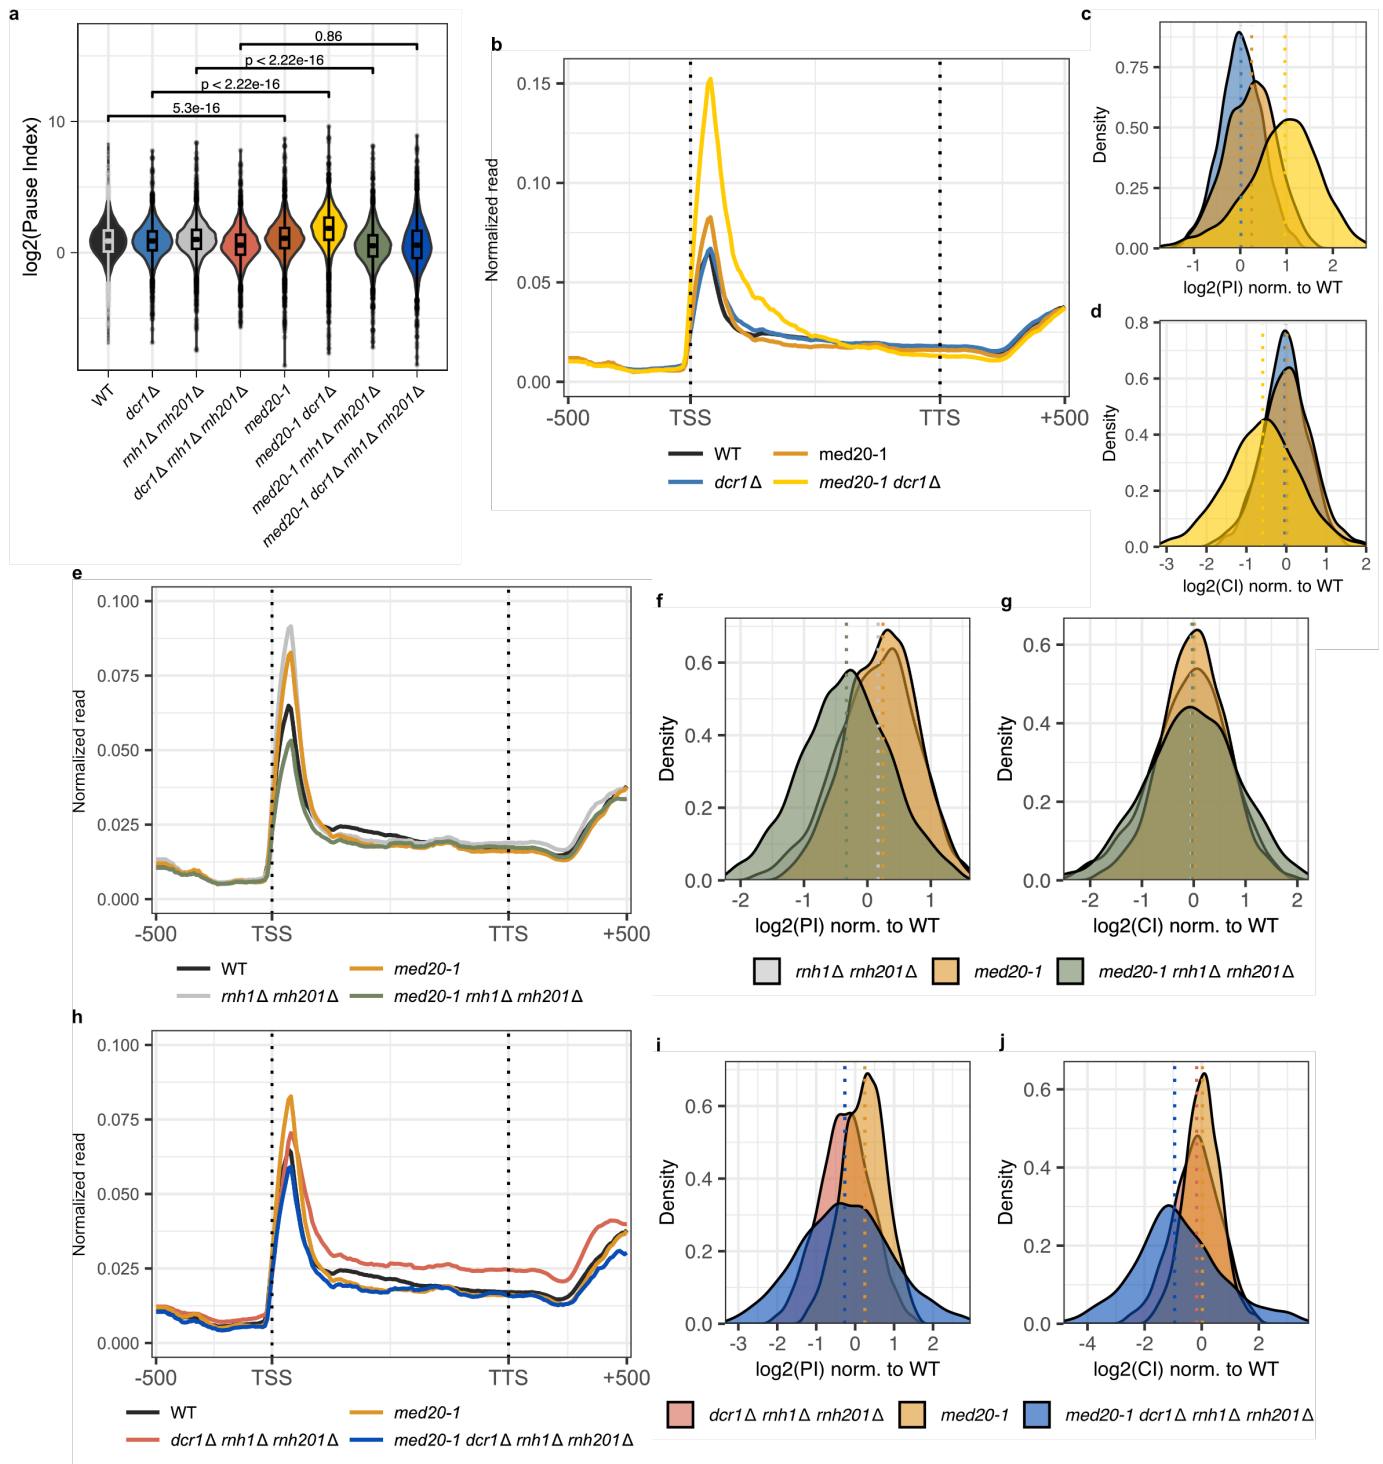 a
log2(Pause Index)
10
0
0.86
p < 2.22e-16
p < 2.22e-16
5.3e-16
WT
dcr1Δ
rnh1Δ rnh201Δ
dcr1Δ rnh1Δ rnh201Δ
med20-1
med20-1 dcr1Δ
med20-1 rnh1Δ rnh201Δ
med20-1 dcr1Δ rnh1Δ rnh201Δ
b
Normalized read
0.15
0.10
0.05
0.00
-500 TSS TTS +500
WT med20-1
dcr1Δ med20-1 dcr1Δ
c
Density
0.75
0.50
0.25
0.00
-1 0 1 2
log2(PI) norm. to WT
d
Density
0.8
0.6
0.4
0.2
0.0
-3 -2 -1 0 1 2
log2(CI) norm. to WT
e
Normalized read
0.100
0.075
0.050
0.025
0.000
-500 TSS TTS +500
WT med20-1
rnh1Δ rnh201Δ med20-1 rnh1Δ rnh201Δ
f
Density
0.6
0.4
0.2
0.0
-2 -1 0 1
log2(PI) norm. to WT
g
Density
0.6
0.4
0.2
0.0
-2 -1 0 1 2
log2(CI) norm. to WT
rnh1Δ rnh201Δ med20-1 med20-1 rnh1Δ rnh201Δ
h
Normalized read
0.100
0.075
0.050
0.025
0.000
-500 TSS TTS +500
WT med20-1
dcr1Δ rnh1Δ rnh201Δ med20-1 dcr1Δ rnh1Δ rnh201Δ
i
Density
0.6
0.4
0.2
0.0
-3 -2 -1 0 1 2
log2(PI) norm. to WT
j
Density
0.6
0.4
0.2
0.0
-4 -2 0 2
log2(CI) norm. to WT
dcr1Δ rnh1Δ rnh201Δ med20-1 med20-1 dcr1Δ rnh1Δ rnh201Δ